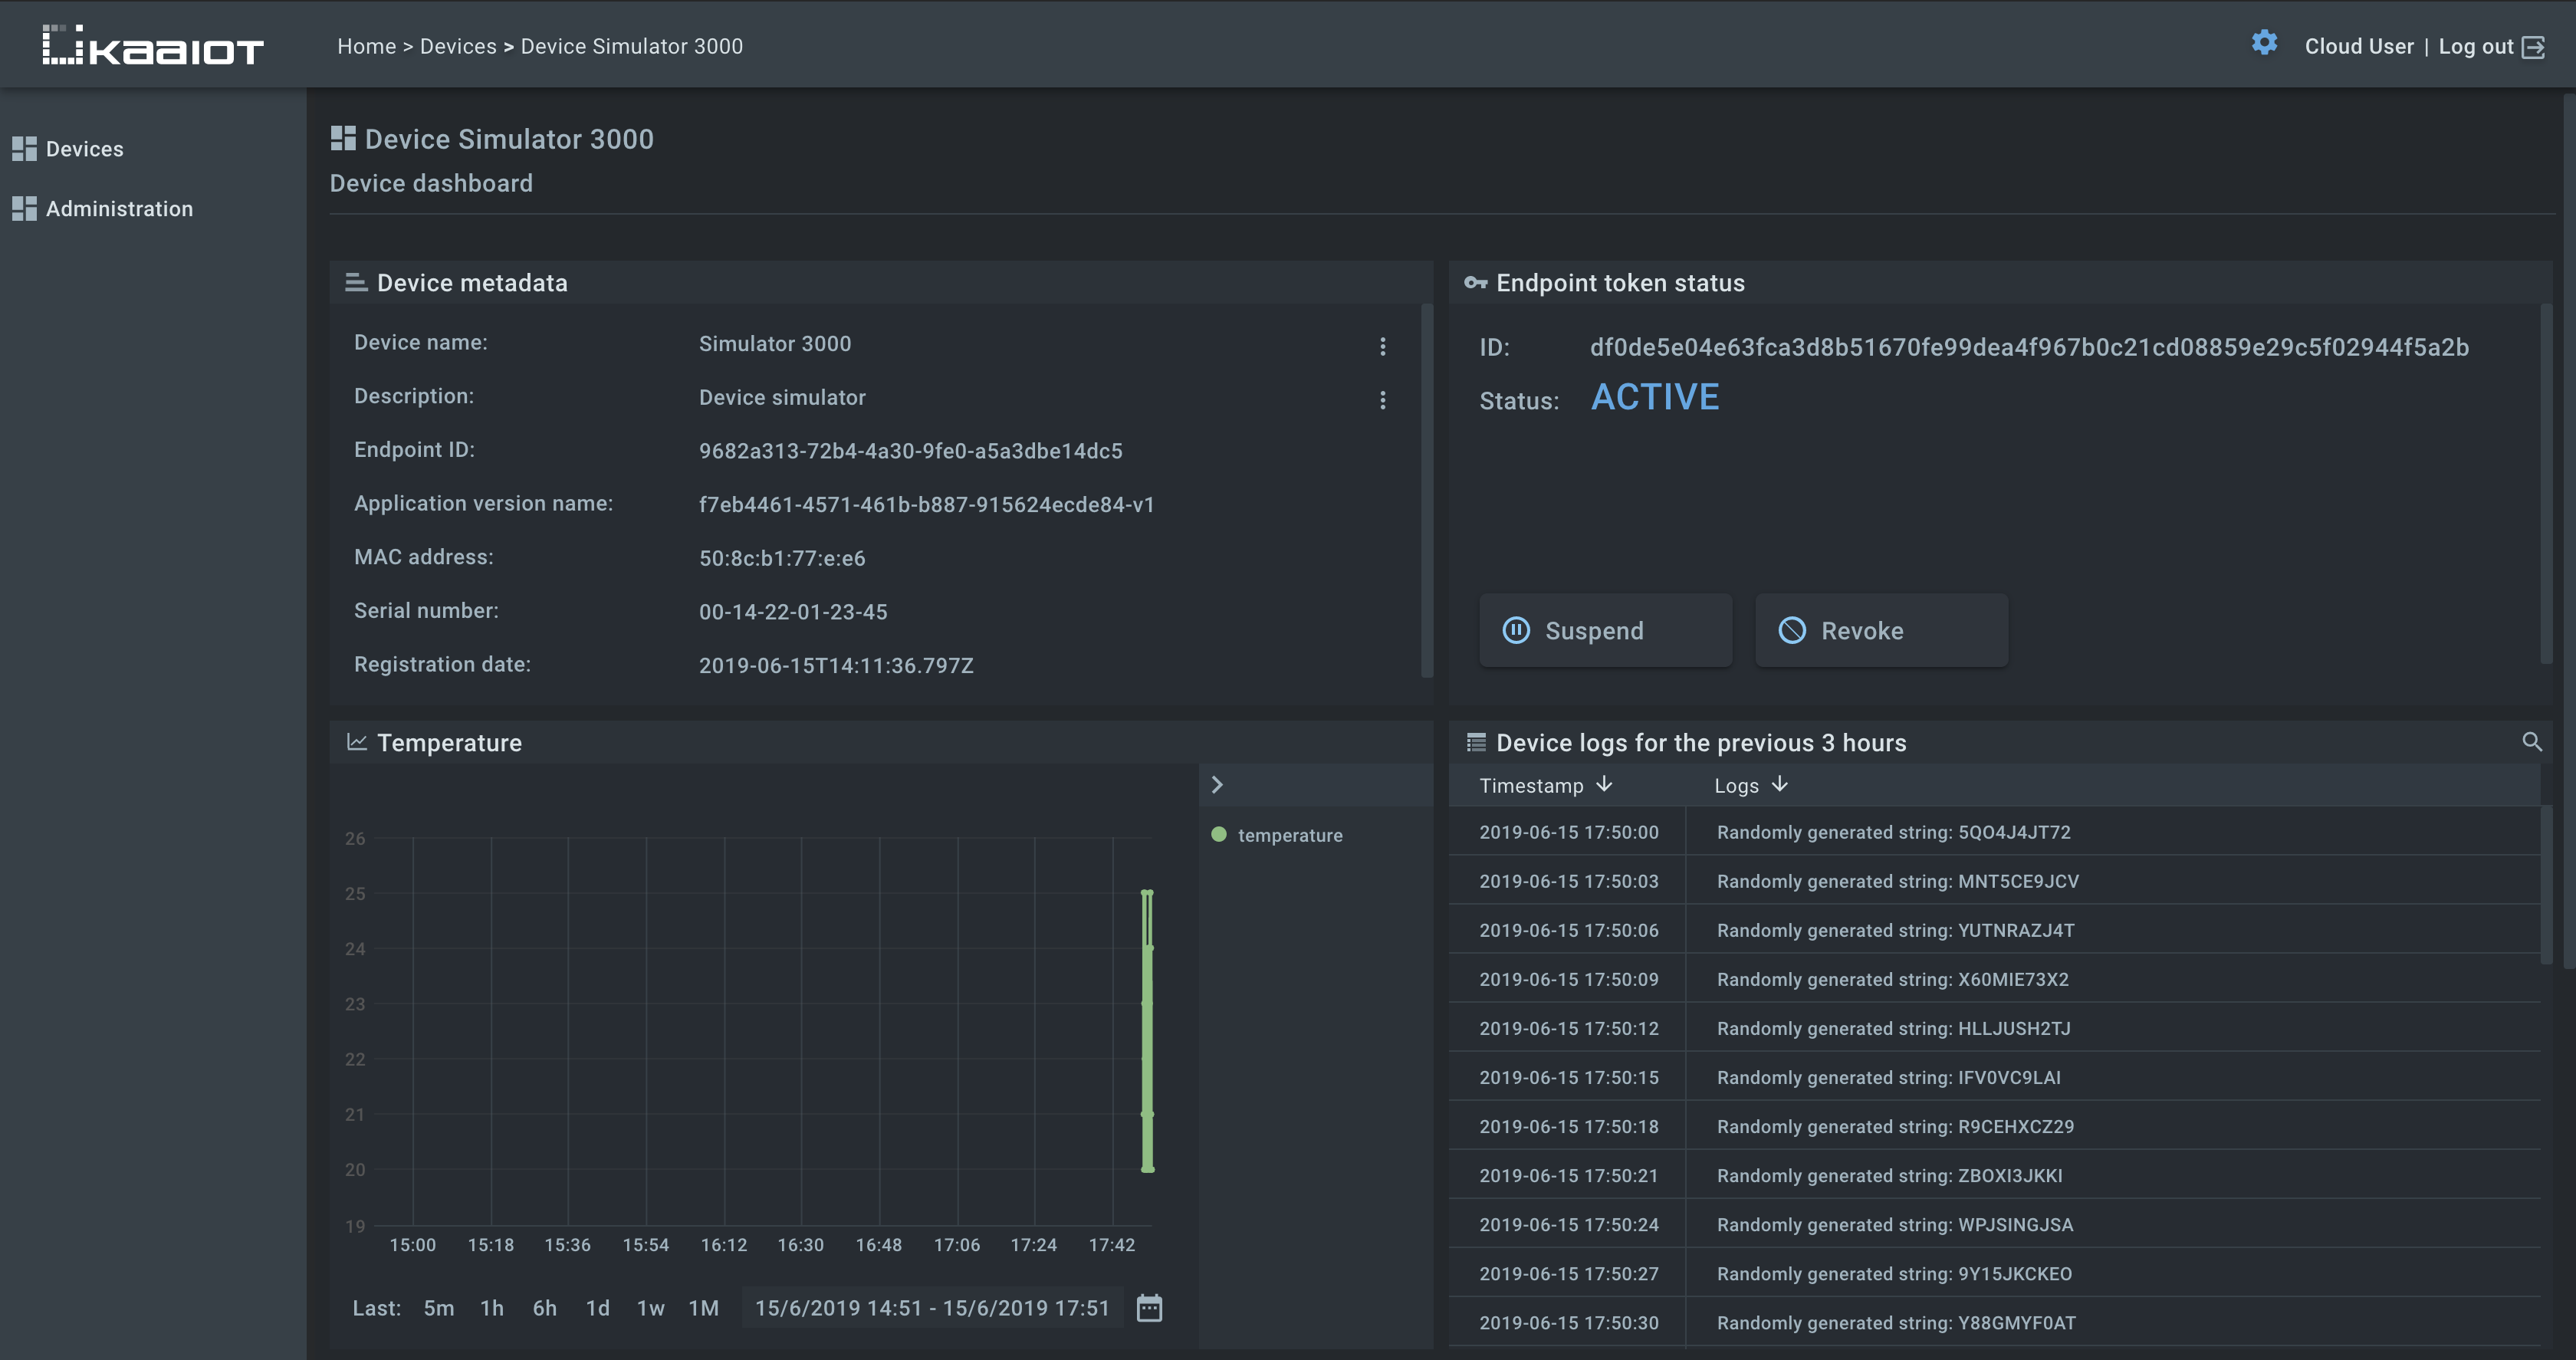 KaaIoT
Home > Devices > Device Simulator 3000
Cloud User | Log out
Devices
Administration
Device Simulator 3000
Device dashboard
Device metadata
Device name: Simulator 3000
Description: Device simulator
Endpoint ID: 9682a313-72b4-4a30-9fe0-a5a3dbe14dc5
Application version name: f7eb4461-4571-461b-b887-915624ecde84-v1
MAC address: 50:8c:b1:77:e:e6
Serial number: 00-14-22-01-23-45
Registration date: 2019-06-15T14:11:36.797Z
Endpoint token status
ID: df0de5e04e63fca3d8b51670fe99dea4f967b0c21cd08859e29c5f02944f5a2b
Status: ACTIVE
Suspend
Revoke
Temperature
temperature
26
25
24
23
22
21
20
19
15:00 15:18 15:36 15:54 16:12 16:30 16:48 17:06 17:24 17:42
Last: 5m 1h 6h 1d 1w 1M 15/6/2019 14:51 - 15/6/2019 17:51
Device logs for the previous 3 hours
Timestamp Logs
2019-06-15 17:50:00 Randomly generated string: 5QO4J4JT72
2019-06-15 17:50:03 Randomly generated string: MNT5CE9JCV
2019-06-15 17:50:06 Randomly generated string: YUTNRAZJ4T
2019-06-15 17:50:09 Randomly generated string: X60MIE73X2
2019-06-15 17:50:12 Randomly generated string: HLLJUSH2TJ
2019-06-15 17:50:15 Randomly generated string: IFV0VC9LAI
2019-06-15 17:50:18 Randomly generated string: R9CEHXCZ29
2019-06-15 17:50:21 Randomly generated string: ZBOXI3JKKI
2019-06-15 17:50:24 Randomly generated string: WPJSINGJSA
2019-06-15 17:50:27 Randomly generated string: 9Y15JKCKEO
2019-06-15 17:50:30 Randomly generated string: Y88GMYF0AT